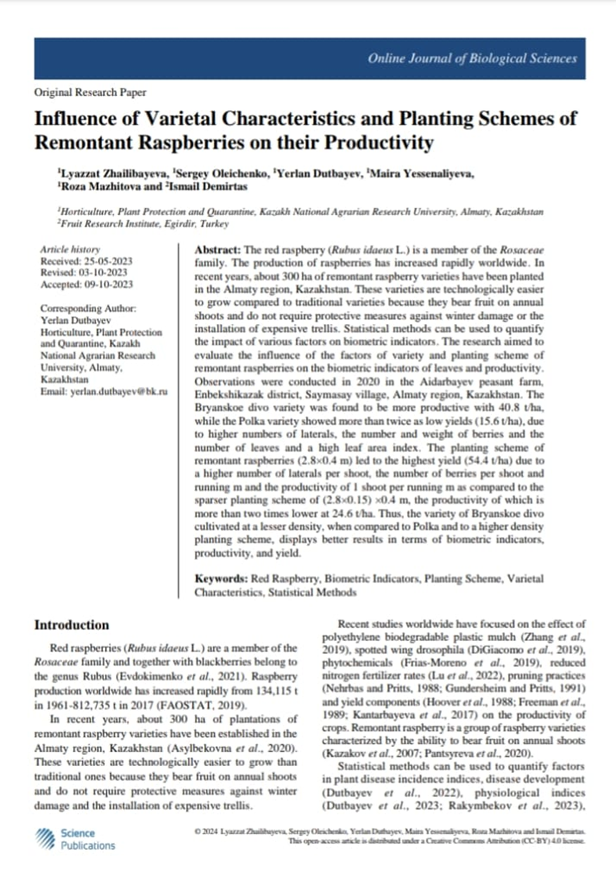 Online Journal of Biological Sciences
Original Research Paper
Influence of Varietal Characteristics and Planting Schemes of
Remontant Raspberries on their Productivity
¹Lyazzat Zhailibayeva, ¹Sergey Oleichenko, ¹Yerlan Dutbayev, ¹Maira Yessenaliyeva,
¹Roza Mazhitova and ²Ismail Demirtas
¹Horticulture, Plant Protection and Quarantine, Kazakh National Agrarian Research University, Almaty, Kazakhstan
²Fruit Research Institute, Egirdir, Turkey
Article history
Received: 25-05-2023
Revised: 03-10-2023
Accepted: 09-10-2023
Corresponding Author:
Yerlan Dutbayev
Horticulture, Plant Protection
and Quarantine, Kazakh
National Agrarian Research
University, Almaty,
Kazakhstan
Email: yerlan.dutbayev@bk.ru
Abstract: The red raspberry (Rubus idaeus L.) is a member of the Rosaceae
family. The production of raspberries has increased rapidly worldwide. In
recent years, about 300 ha of remontant raspberry varieties have been planted
in the Almaty region, Kazakhstan. These varieties are technologically easier
to grow compared to traditional varieties because they bear fruit on annual
shoots and do not require protective measures against winter damage or the
installation of expensive trellis. Statistical methods can be used to quantify
the impact of various factors on biometric indicators. The research aimed to
evaluate the influence of the factors of variety and planting scheme of
remontant raspberries on the biometric indicators of leaves and productivity.
Observations were conducted in 2020 in the Aidarbayev peasant farm,
Enbekshikazak district, Saymasay village, Almaty region, Kazakhstan. The
Bryanskoe divo variety was found to be more productive with 40.8 t/ha,
while the Polka variety showed more than twice as low yields (15.6 t/ha), due
to higher numbers of laterals, the number and weight of berries and the
number of leaves and a high leaf area index. The planting scheme of
remontant raspberries (2.8×0.4 m) led to the highest yield (54.4 t/ha) due to
a higher number of laterals per shoot, the number of berries per shoot and
running m and the productivity of 1 shoot per running m as compared to the
sparser planting scheme of (2.8×0.15) ×0.4 m, the productivity of which is
more than two times lower at 24.6 t/ha. Thus, the variety of Bryanskoe divo
cultivated at a lesser density, when compared to Polka and to a higher density
planting scheme, displays better results in terms of biometric indicators,
productivity, and yield.
Keywords: Red Raspberry, Biometric Indicators, Planting Scheme, Varietal
Characteristics, Statistical Methods
Introduction
Red raspberries (Rubus idaeus L.) are a member of the
Rosaceae family and together with blackberries belong to
the genus Rubus (Evdokimenko et al., 2021). Raspberry
production worldwide has increased rapidly from 134,115 t
in 1961-812,735 t in 2017 (FAOSTAT, 2019).
In recent years, about 300 ha of plantations of
remontant raspberry varieties have been established in the
Almaty region, Kazakhstan (Asylbekovna et al., 2020).
These varieties are technologically easier to grow than
traditional ones because they bear fruit on annual shoots
and do not require protective measures against winter
damage and the installation of expensive trellis.
Recent studies worldwide have focused on the effect of
polyethylene biodegradable plastic mulch (Zhang et al.,
2019), spotted wing drosophila (DiGiacomo et al., 2019),
phytochemicals (Frias-Moreno et al., 2019), reduced
nitrogen fertilizer rates (Lu et al., 2022), pruning practices
(Nehrbas and Pritts, 1988; Gundersheim and Pritts, 1991)
and yield components (Hoover et al., 1988; Freeman et al.,
1989; Kantarbayeva et al., 2017) on the productivity of
crops. Remontant raspberry is a group of raspberry varieties
characterized by the ability to bear fruit on annual shoots
(Kazakov et al., 2007; Pantsyreva et al., 2020).
Statistical methods can be used to quantify factors
in plant disease incidence indices, disease development
(Dutbayev et al., 2022), physiological indices
(Dutbayev et al., 2023; Rakymbekov et al., 2023),
Science
Publications
© 2024 Lyazzat Zhailibayeva, Sergey Oleichenko, Yerlan Dutbayev, Maira Yessenaliyeva, Roza Mazhitova and Ismail Demirtas.
This open-access article is distributed under a Creative Commons Attribution (CC-BY) 4.0 license.